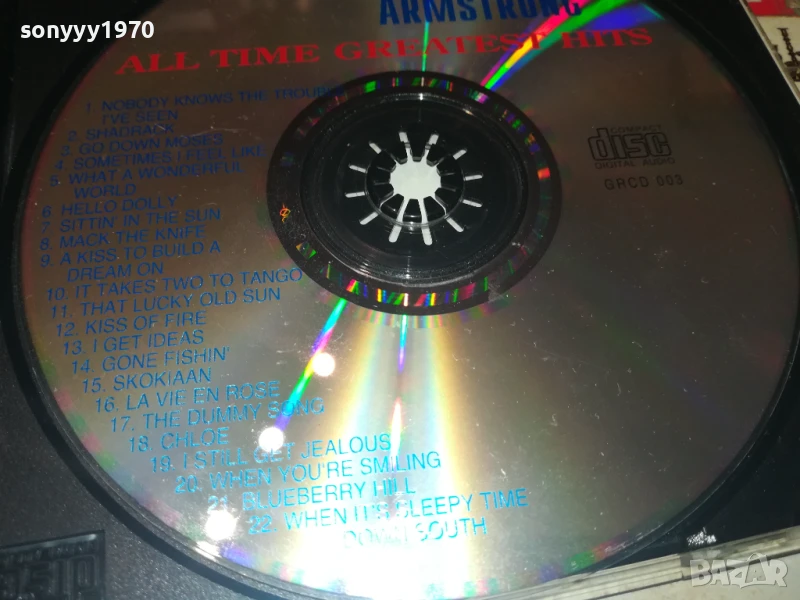 sonyyy1970
ARMSTRONG
ALL TIME GREATEST HITS
1. NOBODY KNOWS THE TROUBLE
I'VE SEEN
2. SHADRACK
3. GO DOWN MOSES
4. SOMETIMES I FEEL LIKE
5. WHAT A WONDERFUL
WORLD
6. HELLO DOLLY
7. SITTIN' IN THE SUN
8. MACK THE KNIFE
9. A KISS TO BUILD A
DREAM ON
10. IT TAKES TWO TO TANGO
11. THAT LUCKY OLD SUN
12. KISS OF FIRE
13. I GET IDEAS
14. GONE FISHIN'
15. SKOKIAAN
16. LA VIE EN ROSE
17. THE DUMMY SONG
18. CHLOE
19. I STILL GET JEALOUS
20. WHEN YOU'RE SMILING
21. BLUEBERRY HILL
22. WHEN IT'S SLEEPY TIME
DOWN SOUTH
COMPACT
disc
DIGITAL AUDIO
GRCD 003
BAZAR